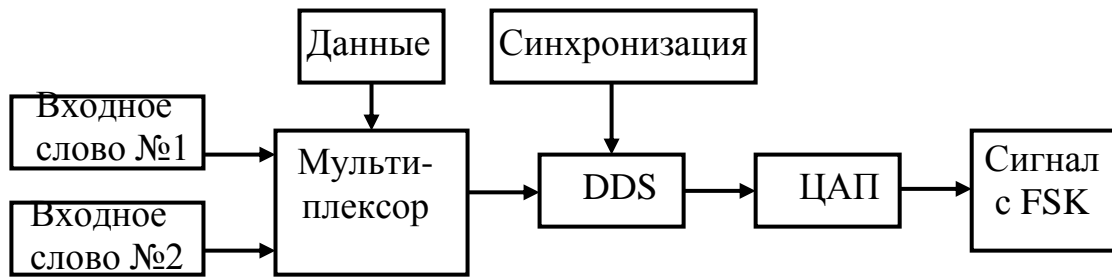 Данные
Синхронизация
Входное
слово №1
Входное
слово №2
Мульти-
плексор
DDS
ЦАП
Сигнал
с FSK